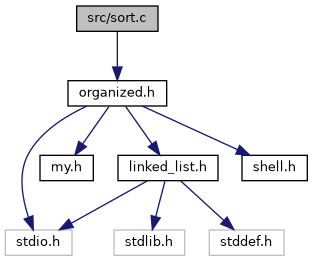 src/sort.c
organized.h
my.h
linked_list.h
shell.h
stdio.h
stdlib.h
stddef.h